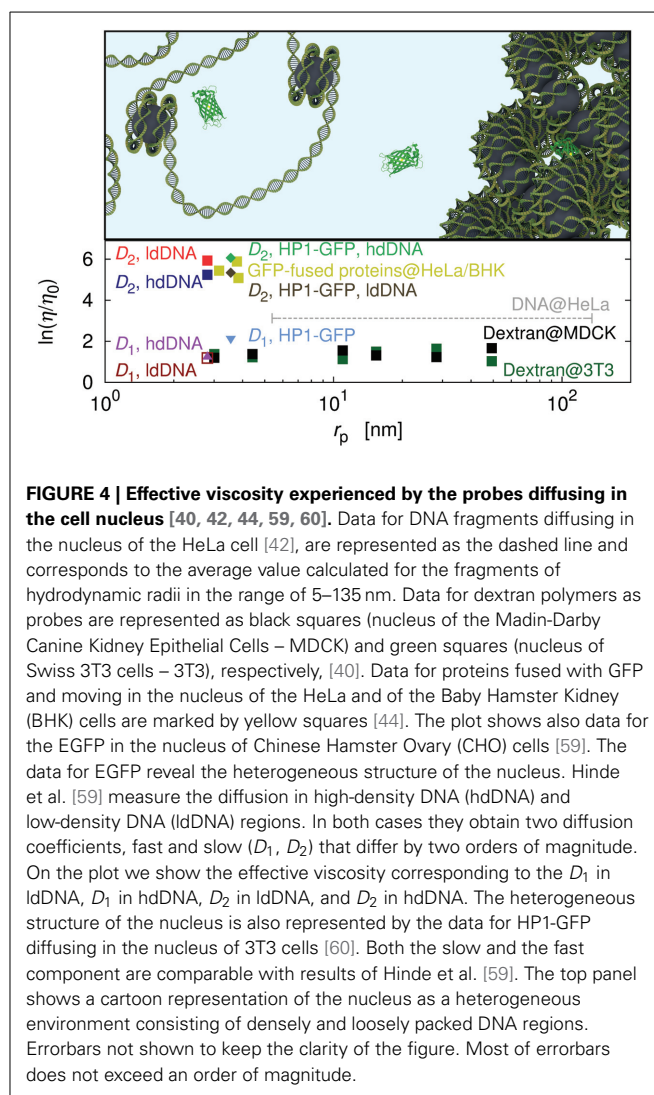 6
4
2
0
ln(η/η0)
D2, ldDNA
D2, hdDNA
D2, HP1-GFP, hdDNA
GFP-fused proteins@HeLa/BHK
D2, HP1-GFP, ldDNA
DNA@HeLa
D1, hdDNA
D1, HP1-GFP
Dextran@MDCK
D1, ldDNA
Dextran@3T3
10^0
10^1
10^2
rp [nm]
FIGURE 4 | Effective viscosity experienced by the probes diffusing in
the cell nucleus [40, 42, 44, 59, 60]. Data for DNA fragments diffusing in
the nucleus of the HeLa cell [42], are represented as the dashed line and
corresponds to the average value calculated for the fragments of
hydrodynamic radii in the range of 5–135 nm. Data for dextran polymers as
probes are represented as black squares (nucleus of the Madin-Darby
Canine Kidney Epithelial Cells – MDCK) and green squares (nucleus of
Swiss 3T3 cells – 3T3), respectively, [40]. Data for proteins fused with GFP
and moving in the nucleus of the HeLa and of the Baby Hamster Kidney
(BHK) cells are marked by yellow squares [44]. The plot shows also data for
the EGFP in the nucleus of Chinese Hamster Ovary (CHO) cells [59]. The
data for EGFP reveal the heterogeneous structure of the nucleus. Hinde
et al. [59] measure the diffusion in high-density DNA (hdDNA) and
low-density DNA (ldDNA) regions. In both cases they obtain two diffusion
coefficients, fast and slow (D1, D2) that differ by two orders of magnitude.
On the plot we show the effective viscosity corresponding to the D1 in
ldDNA, D1 in hdDNA, D2 in ldDNA, and D2 in hdDNA. The heterogeneous
structure of the nucleus is also represented by the data for HP1-GFP
diffusing in the nucleus of 3T3 cells [60]. Both the slow and the fast
component are comparable with results of Hinde et al. [59]. The top panel
shows a cartoon representation of the nucleus as a heterogeneous
environment consisting of densely and loosely packed DNA regions.
Errorbars not shown to keep the clarity of the figure. Most of errorbars
does not exceed an order of magnitude.